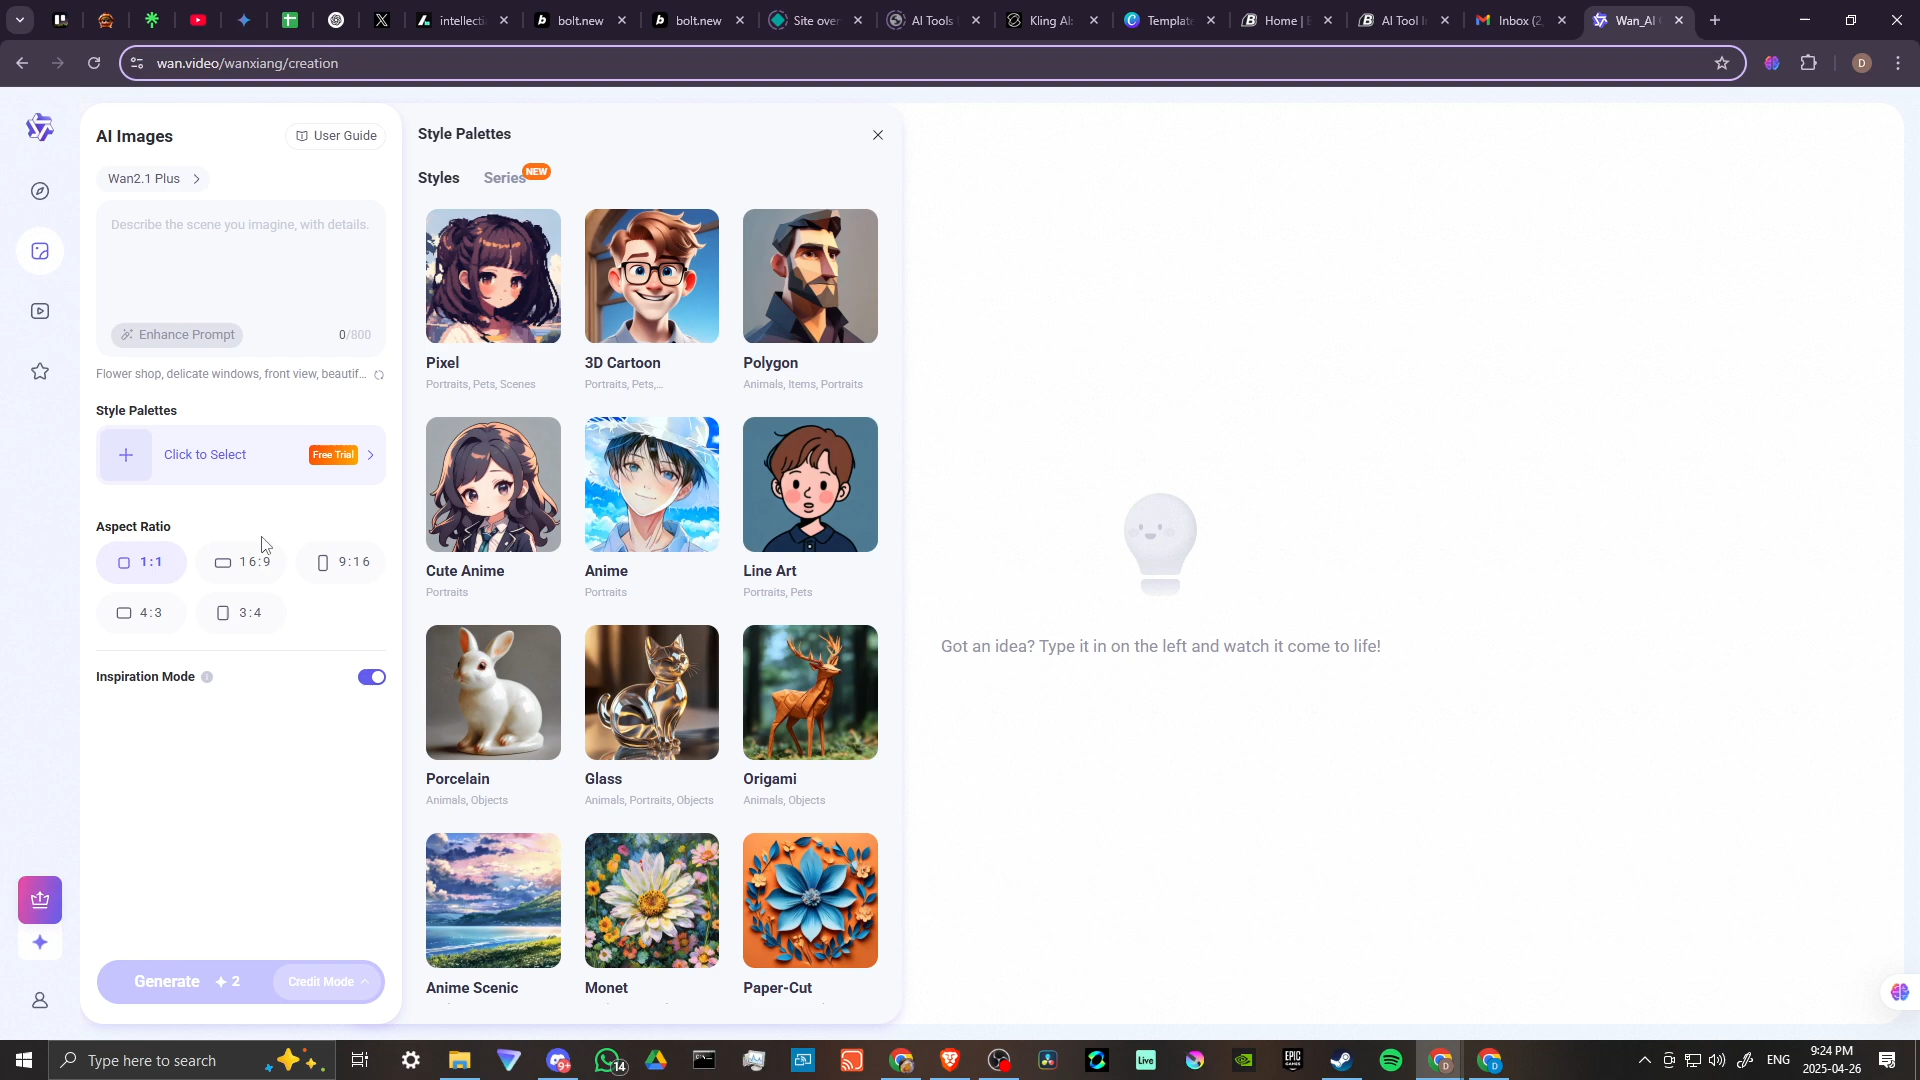 intellecti
bolt.new
bolt.new
Site over
AI Tools
Kling AI:
Template
Home | E
AI Tool I
Inbox (2
Wan_AI
wan.video/wanxiang/creation
D
AI Images
User Guide
Wan2.1 Plus
Describe the scene you imagine, with details.
Enhance Prompt
0/800
Flower shop, delicate windows, front view, beautif...
Style Palettes
Click to Select
Free Trial
Aspect Ratio
1:1
16:9
9:16
4:3
3:4
Inspiration Mode
Generate
2
Credit Mode
Style Palettes
Styles
Series
NEW
Pixel
Portraits, Pets, Scenes
3D Cartoon
Portraits, Pets,...
Polygon
Animals, Items, Portraits
Cute Anime
Portraits
Anime
Portraits
Line Art
Portraits, Pets
Porcelain
Animals, Objects
Glass
Animals, Portraits, Objects
Origami
Animals, Objects
Anime Scenic
Monet
Paper-Cut
Got an idea? Type it in on the left and watch it come to life!
Type here to search
9+
14
Live
EPIC GAMES
D
ENG
9:24 PM
2025-04-26